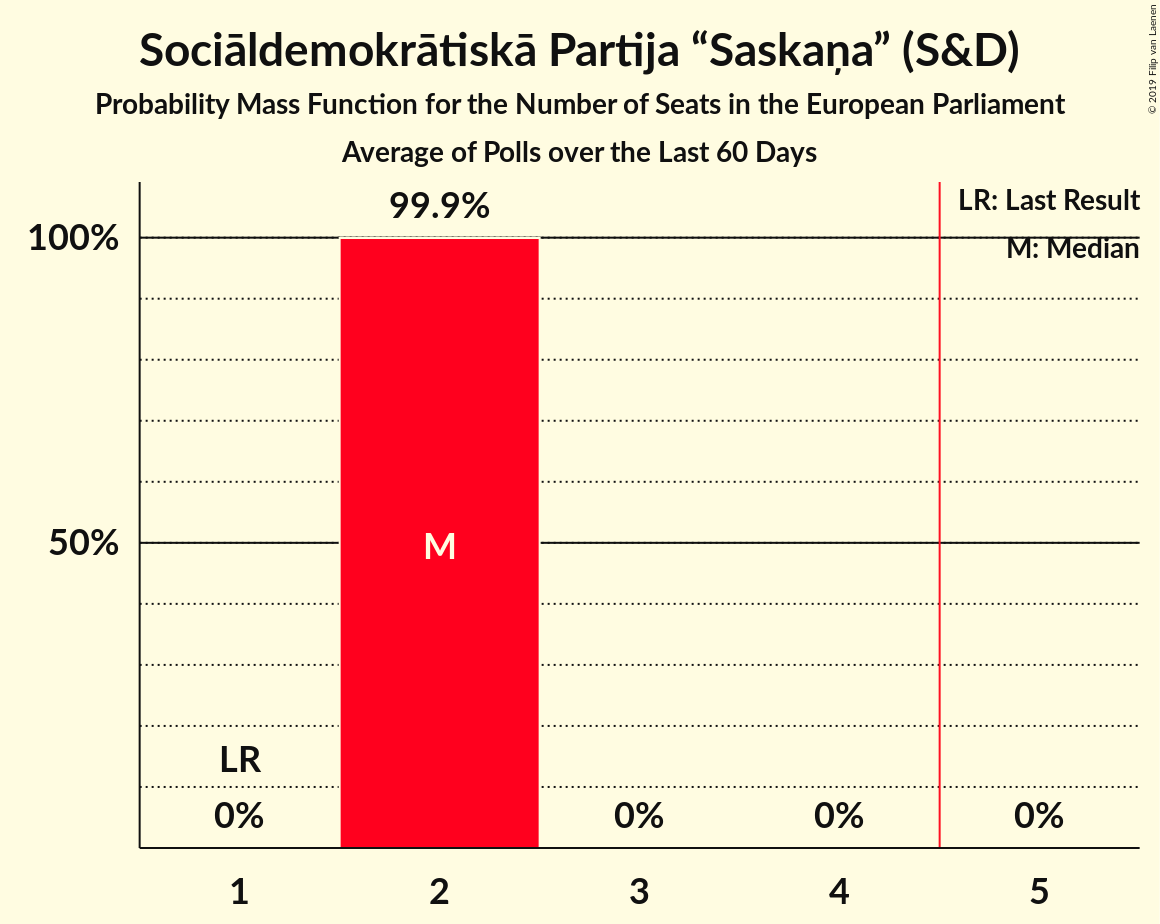 Sociāldemokrātiskā Partija “Saskaņa” (S&D)
Probability Mass Function for the Number of Seats in the European Parliament
Average of Polls over the Last 60 Days
© 2019 Filip van Laenen
LR: Last Result
M: Median
99.9%
100%
50%
M
LR
0%
0%
0%
0%
1
2
3
4
5